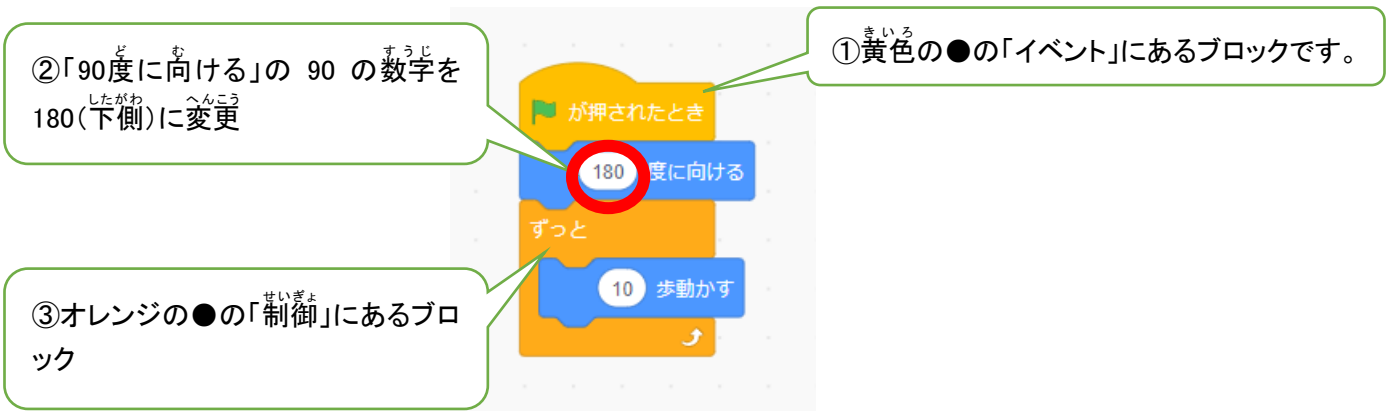 ①黄色の●の「イベント」にあるブロックです。
②「90度に向ける」の 90 の数字を
180(下側)に変更
が押されたとき
180 度に向ける
ずっと
10 歩動かす
③オレンジの●の「制御」にあるブロ
ック